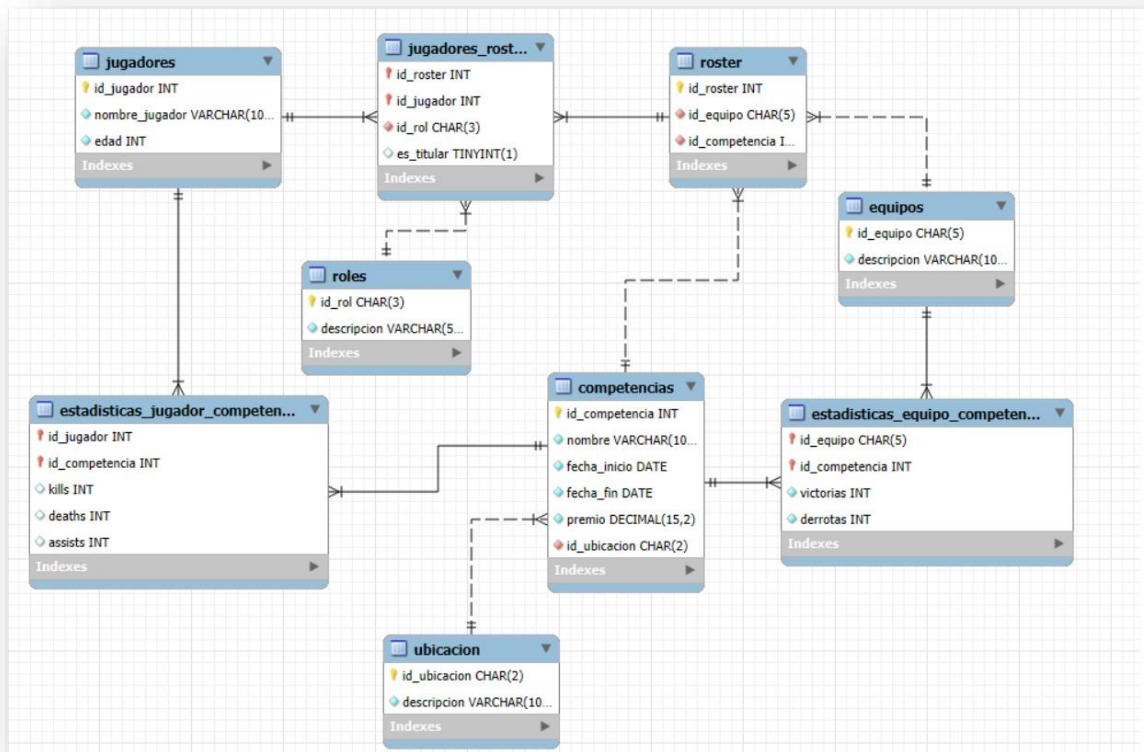 jugadores
id_jugador INT
nombre_jugador VARCHAR(10...
edad INT
Indexes
jugadores_rost...
id_roster INT
id_jugador INT
id_rol CHAR(3)
es_titular TINYINT(1)
Indexes
roster
id_roster INT
id_equipo CHAR(5)
id_competencia I...
Indexes
equipos
id_equipo CHAR(5)
descripcion VARCHAR(10...
Indexes
roles
id_rol CHAR(3)
descripcion VARCHAR(5...
Indexes
estadisticas_jugador_competen...
id_jugador INT
id_competencia INT
kills INT
deaths INT
assists INT
Indexes
competencias
id_competencia INT
nombre VARCHAR(10...
fecha_inicio DATE
fecha_fin DATE
premio DECIMAL(15,2)
id_ubicacion CHAR(2)
Indexes
estadisticas_equipo_competen...
id_equipo CHAR(5)
id_competencia INT
victorias INT
derrotas INT
Indexes
ubicacion
id_ubicacion CHAR(2)
descripcion VARCHAR(10...
Indexes